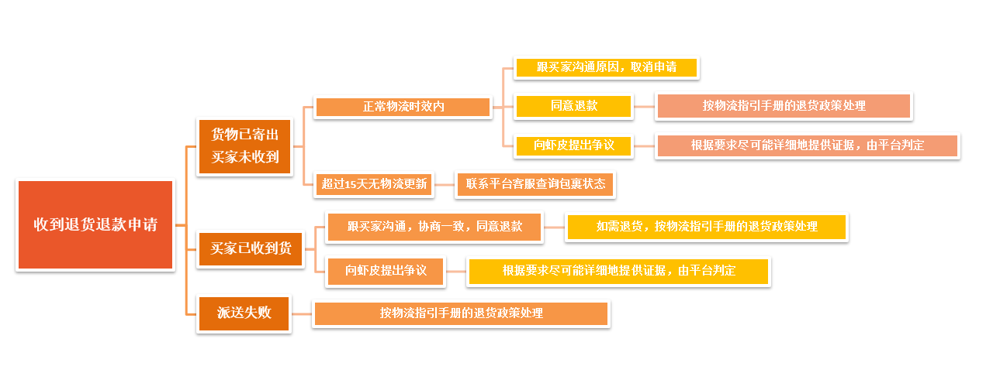 收到退货退款申请
货物已寄出
买家未收到
正常物流时效内
跟买家沟通原因，取消申请
同意退款
按物流指引手册的退货政策处理
向虾皮提出争议
根据要求尽可能详细地提供证据，由平台判定
超过15天无物流更新
联系平台客服查询包裹状态
买家已收到货
跟买家沟通，协商一致，同意退款
如需退货，按物流指引手册的退货政策处理
向虾皮提出争议
根据要求尽可能详细地提供证据，由平台判定
派送失败
按物流指引手册的退货政策处理